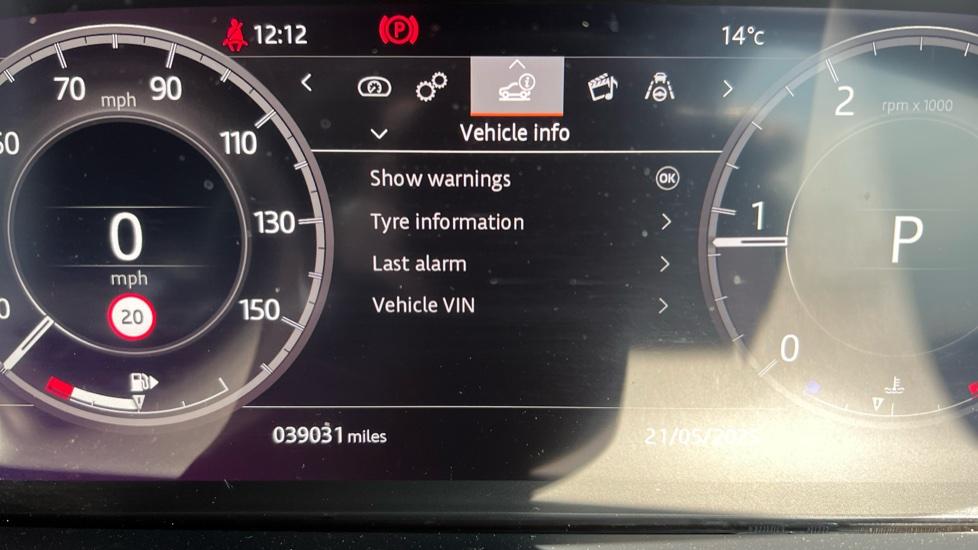 12:12
P
14°c
70
mph
90
110
130
150
0
mph
20
Vehicle info
Show warnings
OK
Tyre information
Last alarm
Vehicle VIN
2
rpm x 1000
1
P
0
039031 miles